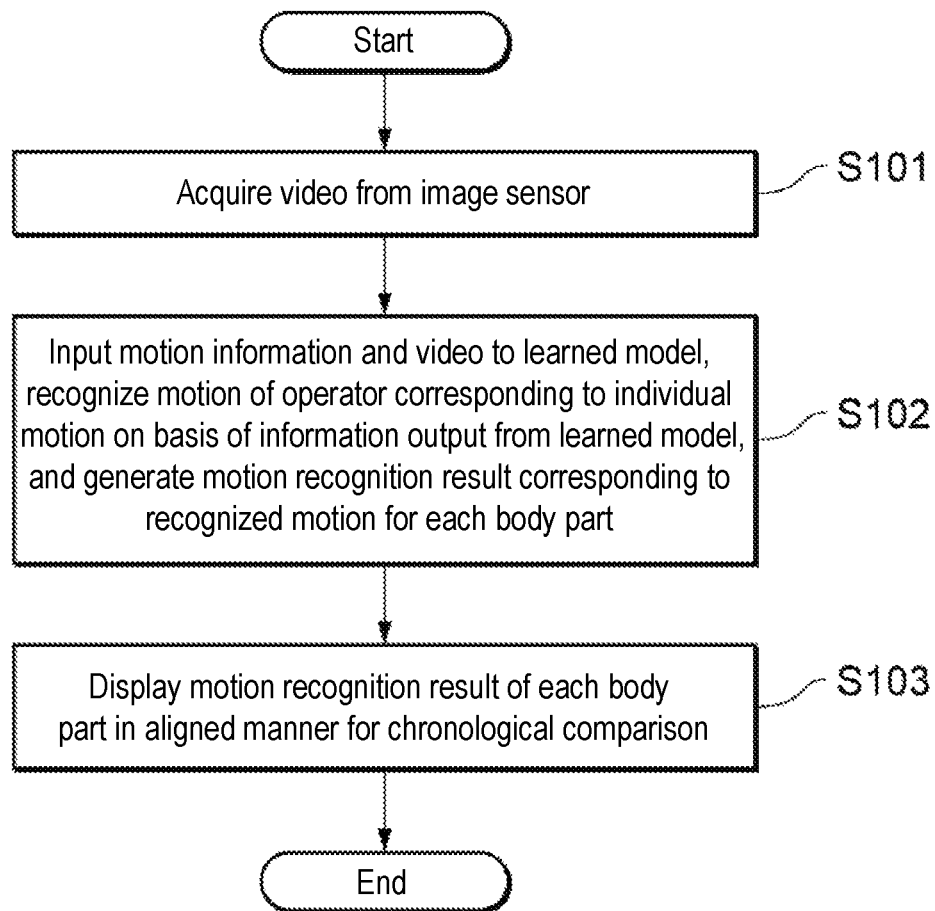 Start
Acquire video from image sensor
S101
Input motion information and video to learned model,
recognize motion of operator corresponding to individual
motion on basis of information output from learned model,
and generate motion recognition result corresponding to
recognized motion for each body part
S102
Display motion recognition result of each body
part in aligned manner for chronological comparison
S103
End